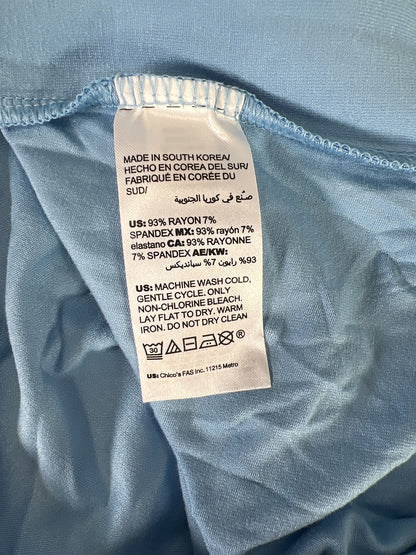 MADE IN SOUTH KOREA/
HECHO EN COREA DEL SUR/
FABRIQUÉ EN CORÉE DU
SUD/
صنع في كوريا الجنوبية
US: 93% RAYON 7%
SPANDEX MX: 93% rayón 7%
elastano CA: 93% RAYONNE
7% SPANDEX AE/KW:
93% رايون 7% سباندیکس
US: MACHINE WASH COLD,
GENTLE CYCLE. ONLY
NON-CHLORINE BLEACH.
LAY FLAT TO DRY. WARM
IRON. DO NOT DRY CLEAN
30
US: Chico's FAS Inc. 11215 Metro